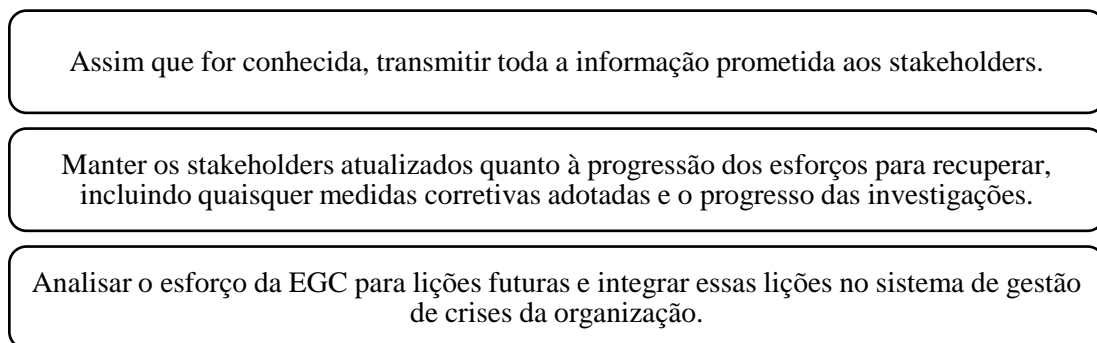 Assim que for conhecida, transmitir toda a informação prometida aos stakeholders.
Manter os stakeholders atualizados quanto à progressão dos esforços para recuperar,
incluindo quaisquer medidas corretivas adotadas e o progresso das investigações.
Analisar o esforço da EGC para lições futuras e integrar essas lições no sistema de gestão
de crises da organização.